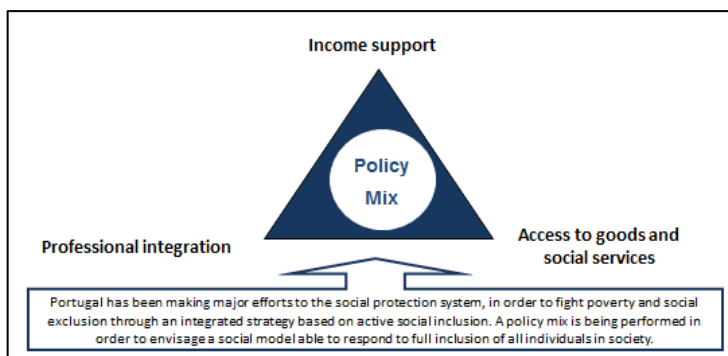 Income support
Policy
Mix
Professional integration
Access to goods and
social services
Portugal has been making major efforts to the social protection system, in order to fight poverty and social
exclusion through an integrated strategy based on active social inclusion. A policy mix is being performed in
order to envisage a social model able to respond to full inclusion of all individuals in society.